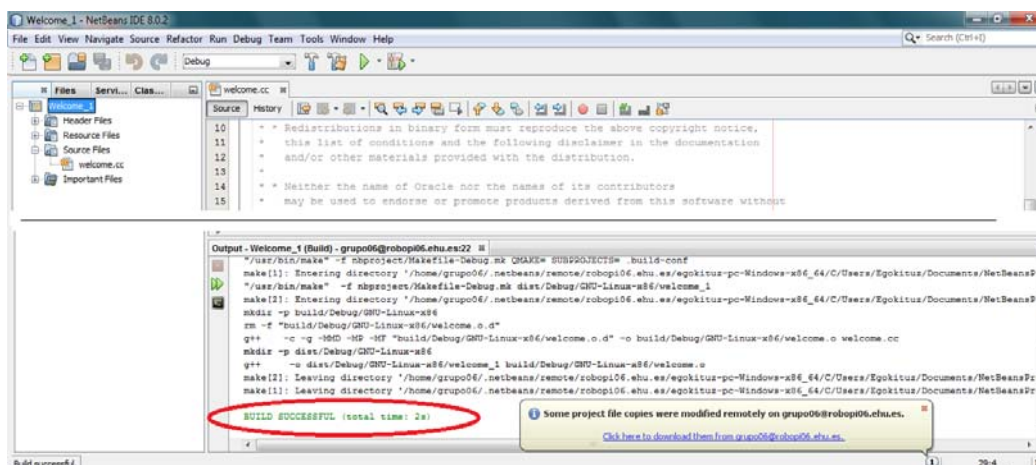 Welcome_1 - NetBeans IDE 8.0.2
File Edit View Navigate Source Refactor Run Debug Team Tools Window Help
Search (Ctrl+I)
Debug
Files Servi... Clas...
welcome.cc
Welcome_1
Header Files
Resource Files
Source Files
welcome.cc
Important Files
Source History
10 * * Redistributions in binary form must reproduce the above copyright notice,
11 * this list of conditions and the following disclaimer in the documentation
12 * and/or other materials provided with the distribution.
13 *
14 * * Neither the name of Oracle nor the names of its contributors
15 * may be used to endorse or promote products derived from this software without
Output - Welcome_1 (Build) - grupo06@robopi06.ehu.es:22
"/usr/bin/make" -f nbproject/Makefile-Debug.mk QMAKE= SUBPROJECTS= .build-conf
make[1]: Entering directory '/home/grupo06/.netbeans/remote/robopi06.ehu.es/egokituz-pc-Windows-x86_64/C/Users/Egokituz/Documents/NetBeansP
"/usr/bin/make" -f nbproject/Makefile-Debug.mk dist/Debug/GNU-Linux-x86/welcome_1
make[2]: Entering directory '/home/grupo06/.netbeans/remote/robopi06.ehu.es/egokituz-pc-Windows-x86_64/C/Users/Egokituz/Documents/NetBeansP
mkdir -p build/Debug/GNU-Linux-x86
rm -f "build/Debug/GNU-Linux-x86/welcome.o.d"
g++ -c -g -MMD -MP -MF "build/Debug/GNU-Linux-x86/welcome.o.d" -o build/Debug/GNU-Linux-x86/welcome.o welcome.cc
mkdir -p dist/Debug/GNU-Linux-x86
g++ -o dist/Debug/GNU-Linux-x86/welcome_1 build/Debug/GNU-Linux-x86/welcome.o
make[2]: Leaving directory '/home/grupo06/.netbeans/remote/robopi06.ehu.es/egokituz-pc-Windows-x86_64/C/Users/Egokituz/Documents/NetBeansPr
make[1]: Leaving directory '/home/grupo06/.netbeans/remote/robopi06.ehu.es/egokituz-pc-Windows-x86_64/C/Users/Egokituz/Documents/NetBeansPr
BUILD SUCCESSFUL (total time: 2s)
Some project file copies were modified remotely on grupo06@robopi06.ehu.es.
Click here to download them from grupo06@robopi06.ehu.es.
Build successful.
1
29:4